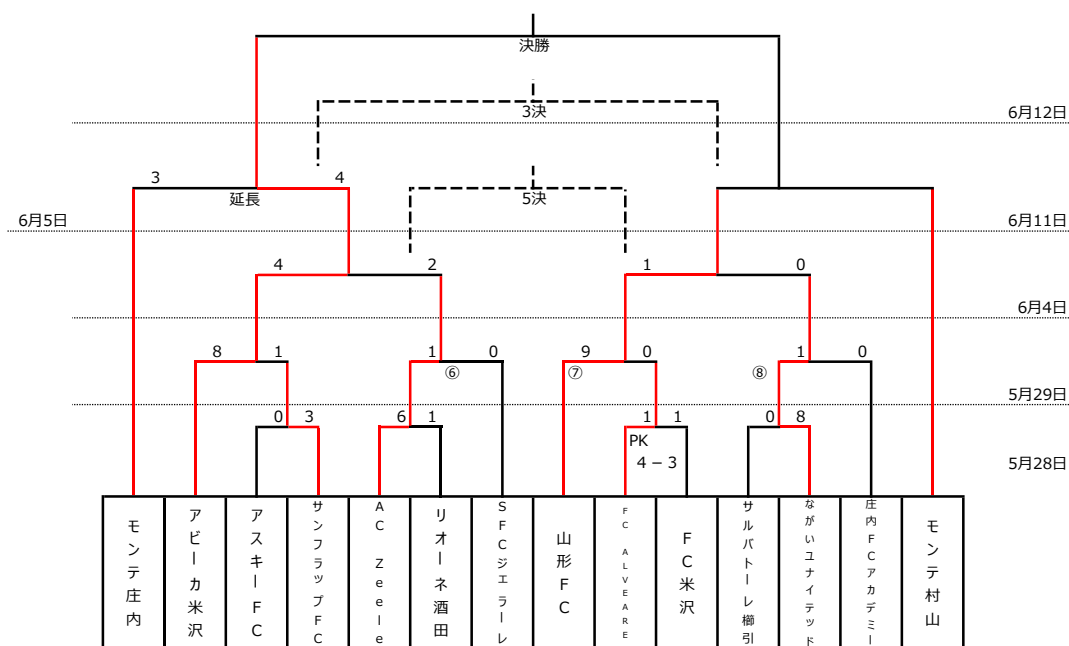 決勝
3決
6月12日
3
4
延長
5決
6月5日
6月11日
4
2
1
0
6月4日
8
1
1
0
9
0
1
0
⑥
⑦
⑧
5月29日
0
3
6
1
1
1
0
8
PK
4－3
5月28日
モンテ庄内
アビーカ米沢
アスキーFC
サンフラップFC
AC Zeele
リオーネ酒田
SFCジェラーレ
山形FC
FC ALVEARE
FC米沢
サルバトーレ櫛引
ながいユナイテッド
庄内FCアカデミー
モンテ村山